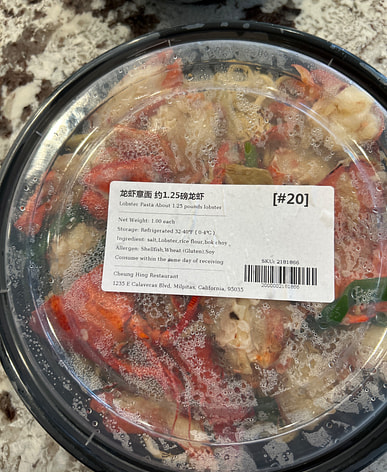 龙虾意面 约1.25磅龙虾
[#20]
Lobster Pasta About 1.25 pounds lobster
Net Weight: 1.00 each
Storage: Refrigerated 32-40℉ ( 0-4℃ )
Ingredient: salt,Lobster,rice flour,bok choy
Allergen: Shellfish,Wheat (Gluten) Soy
Consume within the same day of receiving
SKU: 2181866
00000002181866
Cheung Hing Restaurant
1235 E Calaveras Blvd, Milpitas, California, 95035